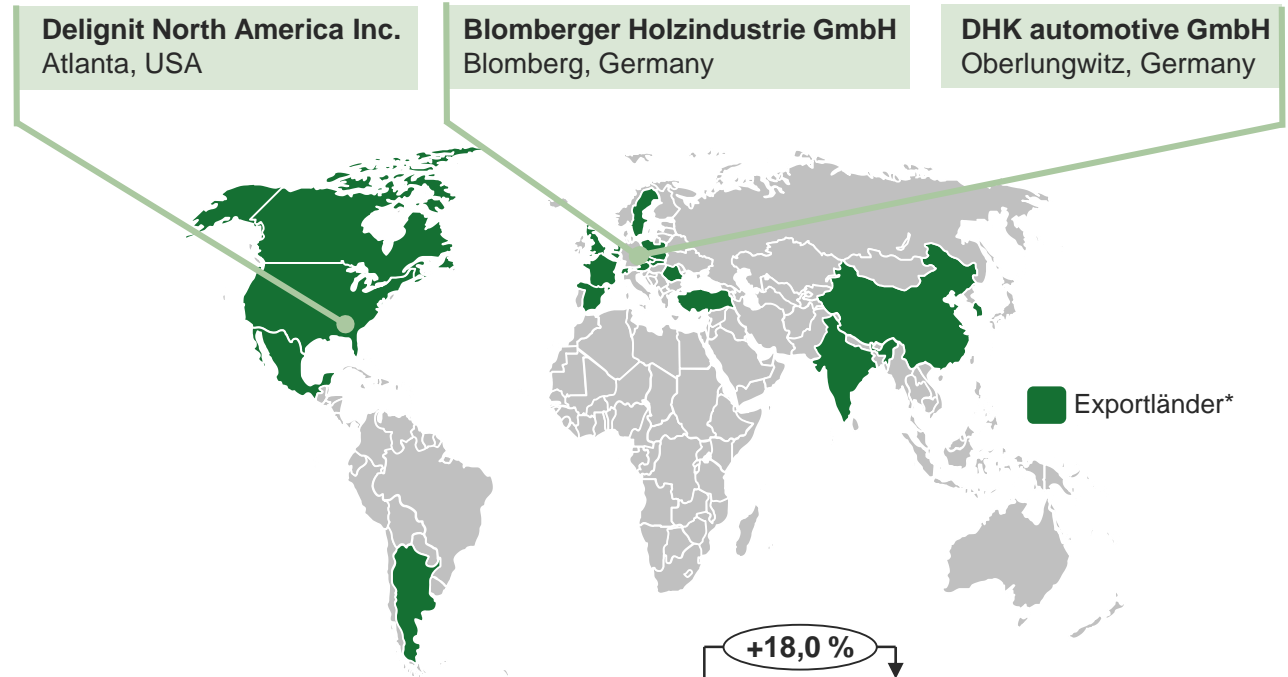 Delignit North America Inc.
Atlanta, USA
Blomberger Holzindustrie GmbH
Blomberg, Germany
DHK automotive GmbH
Oberlungwitz, Germany
Exportländer*
+18,0 %